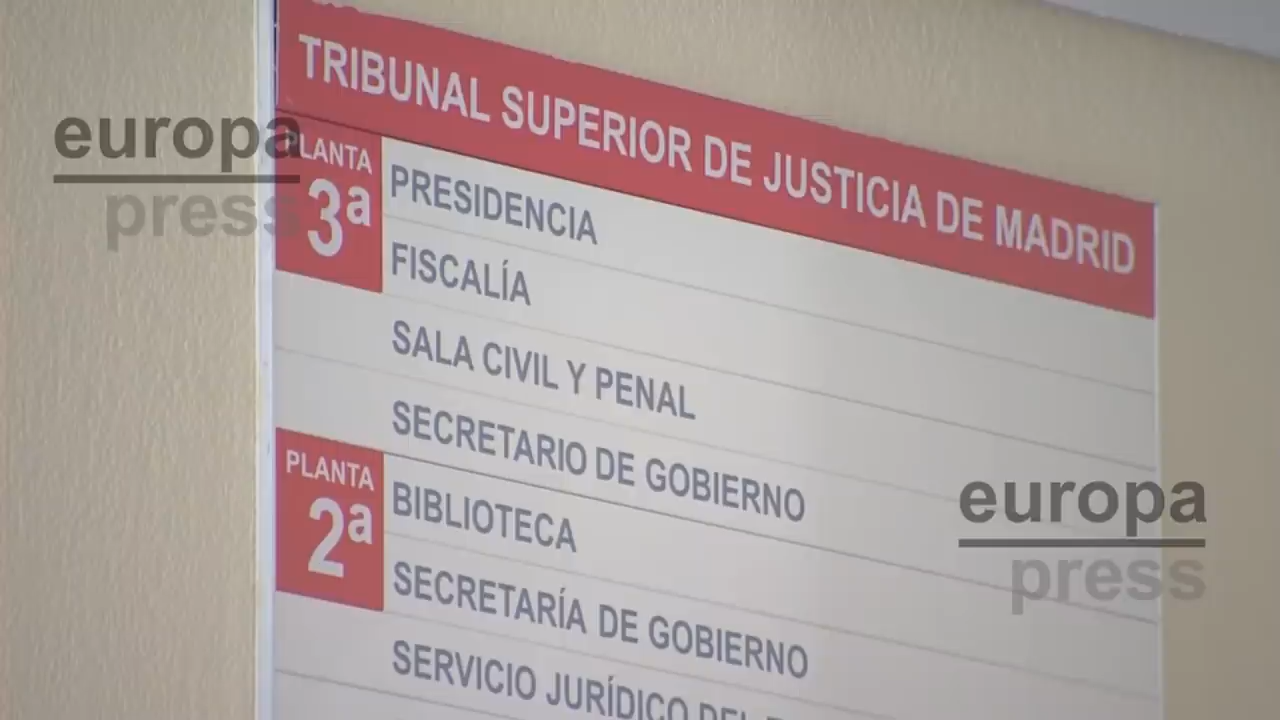 TRIBUNAL SUPERIOR DE JUSTICIA DE MADRID
PLANTA
3ª
PRESIDENCIA
FISCALÍA
SALA CIVIL Y PENAL
SECRETARIO DE GOBIERNO
PLANTA
2ª
BIBLIOTECA
SECRETARÍA DE GOBIERNO
SERVICIO JURÍDICO DEL
europa
press
europa
press